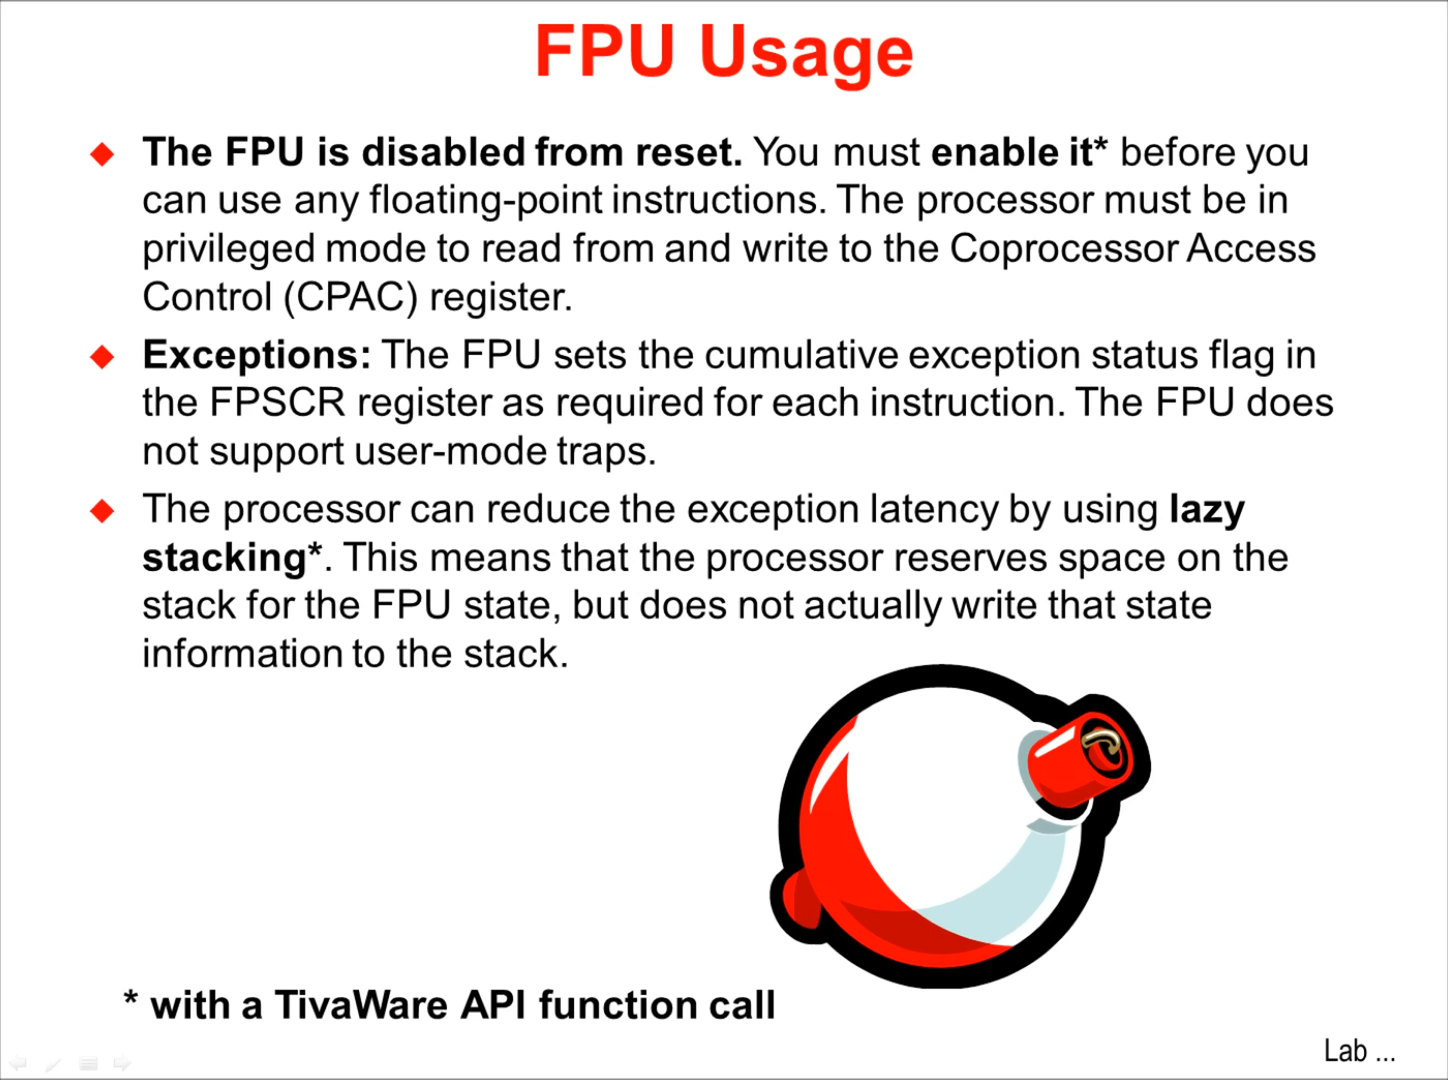 FPU Usage
The FPU is disabled from reset. You must enable it* before you
can use any floating-point instructions. The processor must be in
privileged mode to read from and write to the Coprocessor Access
Control (CPAC) register.
Exceptions: The FPU sets the cumulative exception status flag in
the FPSCR register as required for each instruction. The FPU does
not support user-mode traps.
The processor can reduce the exception latency by using lazy
stacking*. This means that the processor reserves space on the
stack for the FPU state, but does not actually write that state
information to the stack.
* with a TivaWare API function call
Lab ...